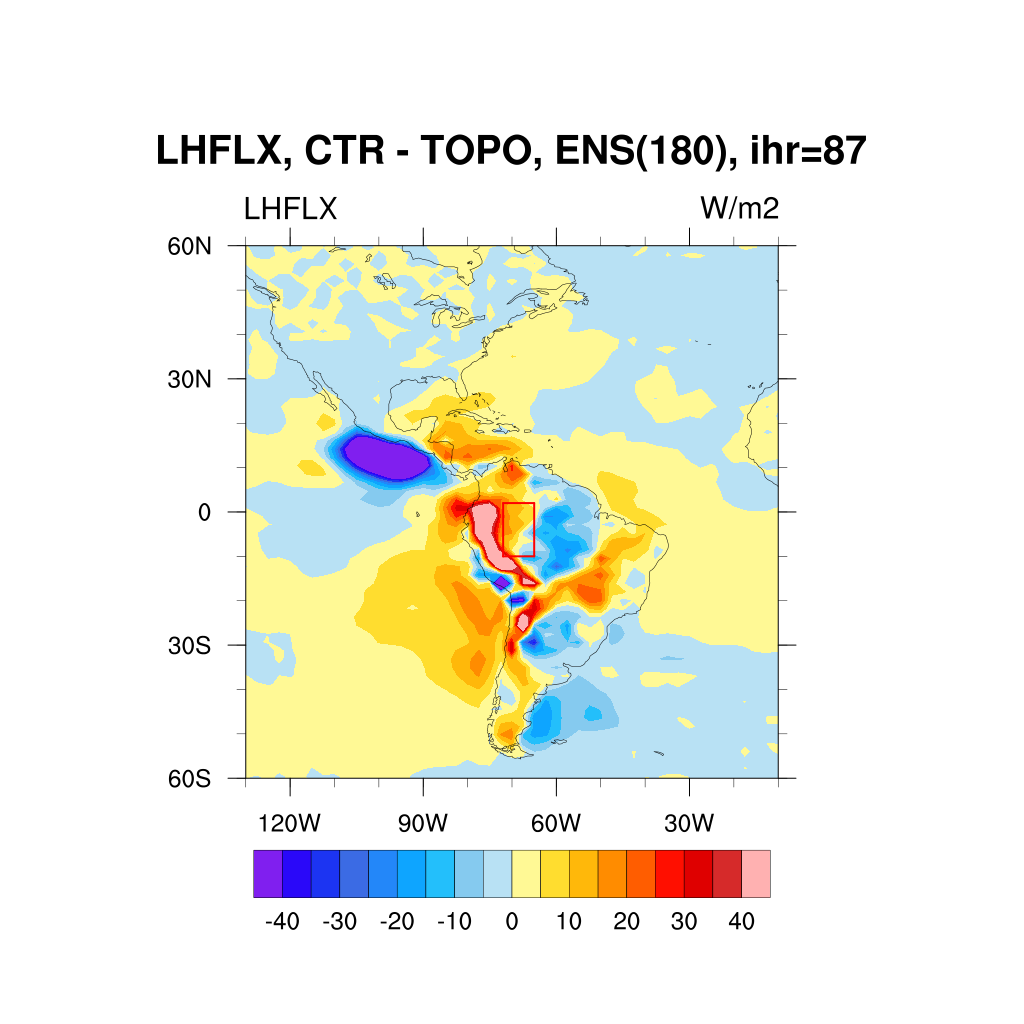 LHFLX, CTR - TOPO, ENS(180), ihr=87
LHFLX W/m2
60N
30N
0
30S
60S
120W 90W 60W 30W
-40 -30 -20 -10 0 10 20 30 40